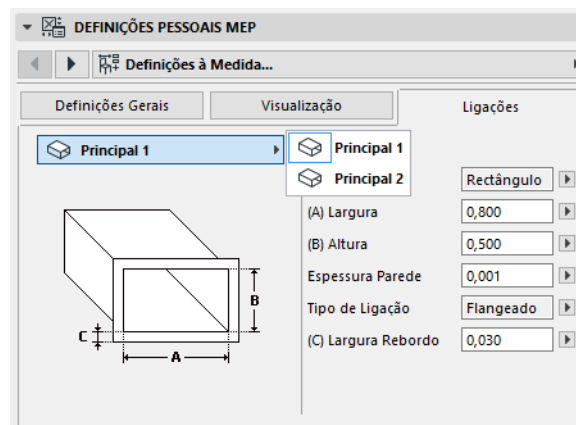 DEFINIÇÕES PESSOAIS MEP
Definições à Medida...
Definições Gerais
Visualização
Ligações
Principal 1
Principal 1
Principal 2
Rectângulo
(A) Largura
0,800
(B) Altura
0,500
Espessura Parede
0,001
Tipo de Ligação
Flangeado
(C) Largura Rebordo
0,030
B
C
A